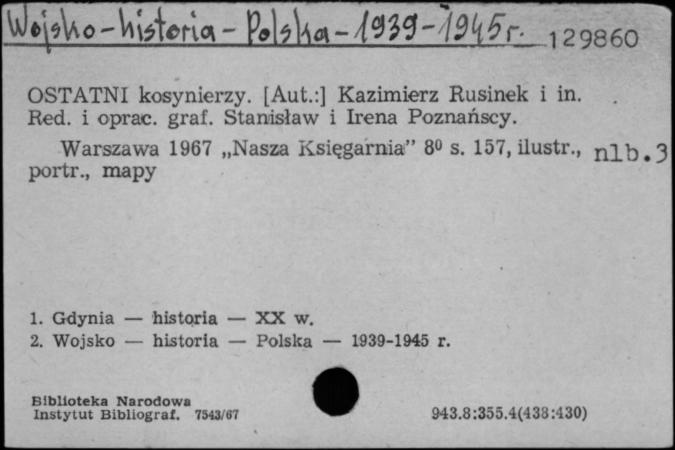 Wojsko - historia - Polska - 1939 - 1945 r. 129860
OSTATNI kosynierzy. [Aut.:] Kazimierz Rusinek i in.
Red. i oprac. graf. Stanisław i Irena Poznańscy.
Warszawa 1967 „Nasza Księgarnia” 8⁰ s. 157, ilustr., nlb. 3
portr., mapy
1. Gdynia — historia — XX w.
2. Wojsko — historia — Polska — 1939-1945 r.
Biblioteka Narodowa
Instytut Bibliograf. 7543/67 943.8:355.4(438:430)